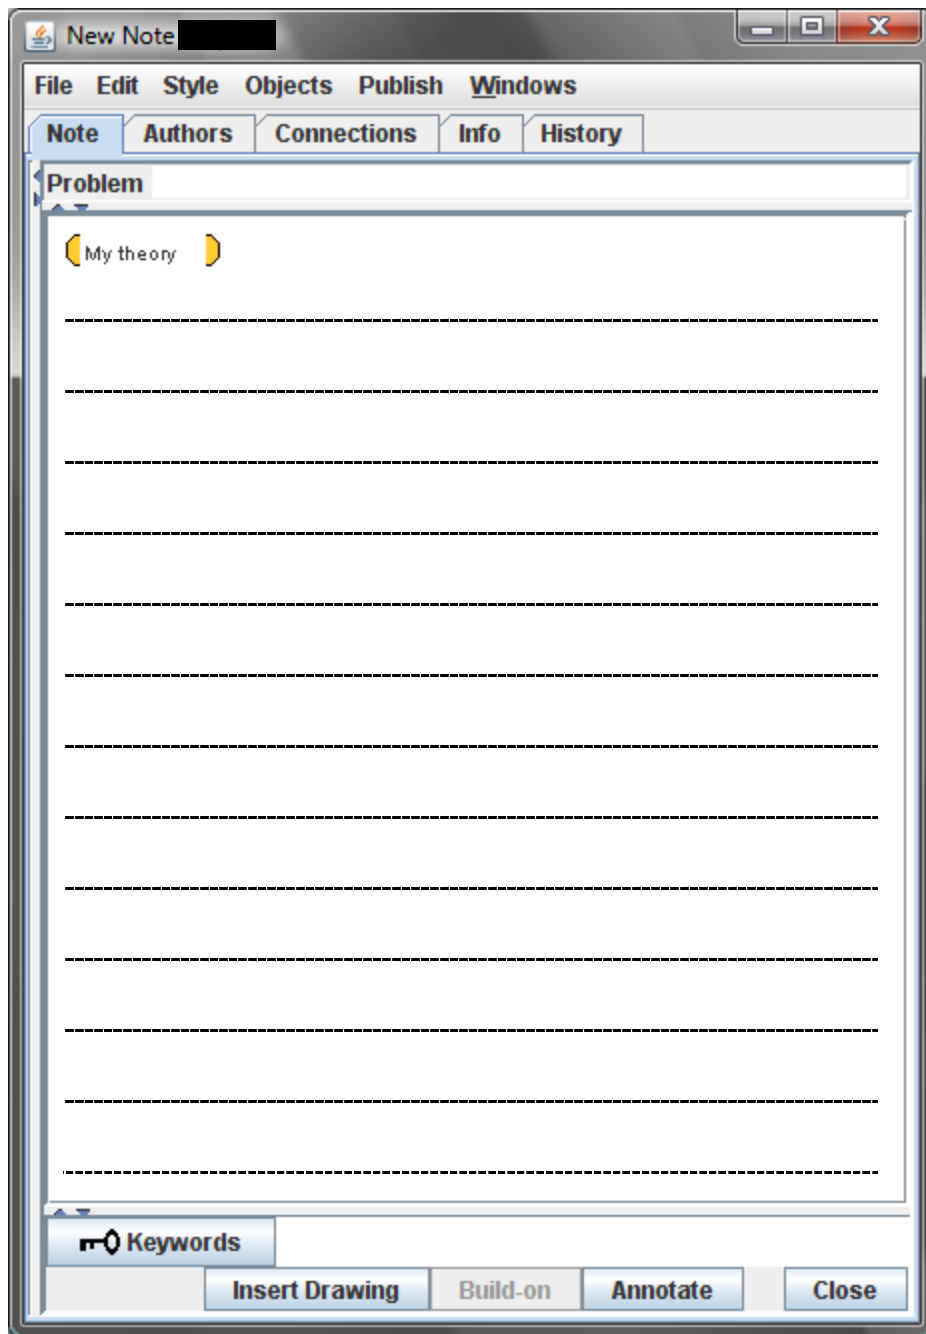 New Note
File Edit Style Objects Publish Windows
Note Authors Connections Info History
Problem
My theory
Keywords
Insert Drawing Build-on Annotate Close